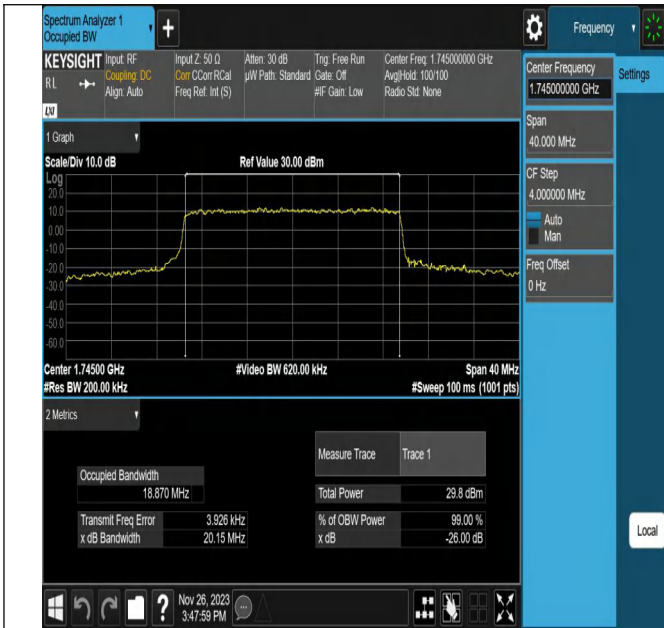 Spectrum Analyzer 1
Occupied BW
Frequency
KEYSIGHT
RL
LXI
Input: RF
Coupling: DC
Align: Auto
Input Z: 50 Ω
Corr CCorr RCal
Freq Ref: Int (S)
Atten: 30 dB
µW Path: Standard
Trig: Free Run
Gate: Off
#IF Gain: Low
Center Freq: 1.745000000 GHz
Avg|Hold: 100/100
Radio Std: None
Center Frequency
1.745000000 GHz
Settings
Span
40.000 MHz
CF Step
4.000000 MHz
Auto
Man
Freq Offset
0 Hz
1 Graph
Scale/Div 10.0 dB
Ref Value 30.00 dBm
Log
20.0
10.0
0.00
-10.0
-20.0
-30.0
-40.0
-50.0
-60.0
Center 1.74500 GHz
#Video BW 620.00 kHz
Span 40 MHz
#Res BW 200.00 kHz
#Sweep 100 ms (1001 pts)
2 Metrics
Measure Trace
Trace 1
Occupied Bandwidth
18.870 MHz
Total Power
29.8 dBm
Transmit Freq Error
3.926 kHz
% of OBW Power
99.00 %
x dB Bandwidth
20.15 MHz
x dB
-26.00 dB
Local
?
Nov 26, 2023
3:47:59 PM